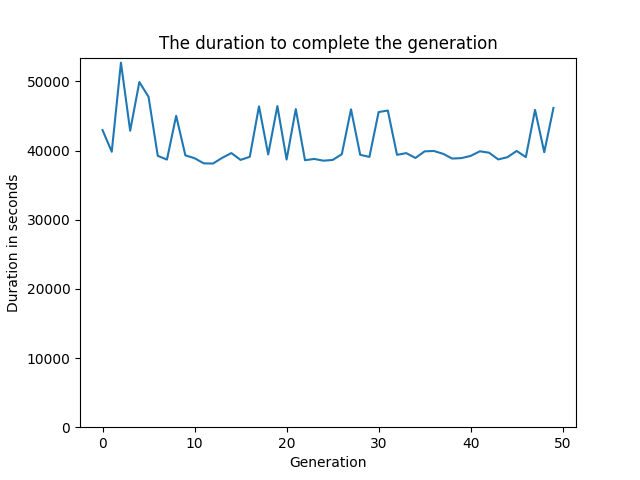 The duration to complete the generation
Duration in seconds
50000
40000
30000
20000
10000
0
0 10 20 30 40 50
Generation